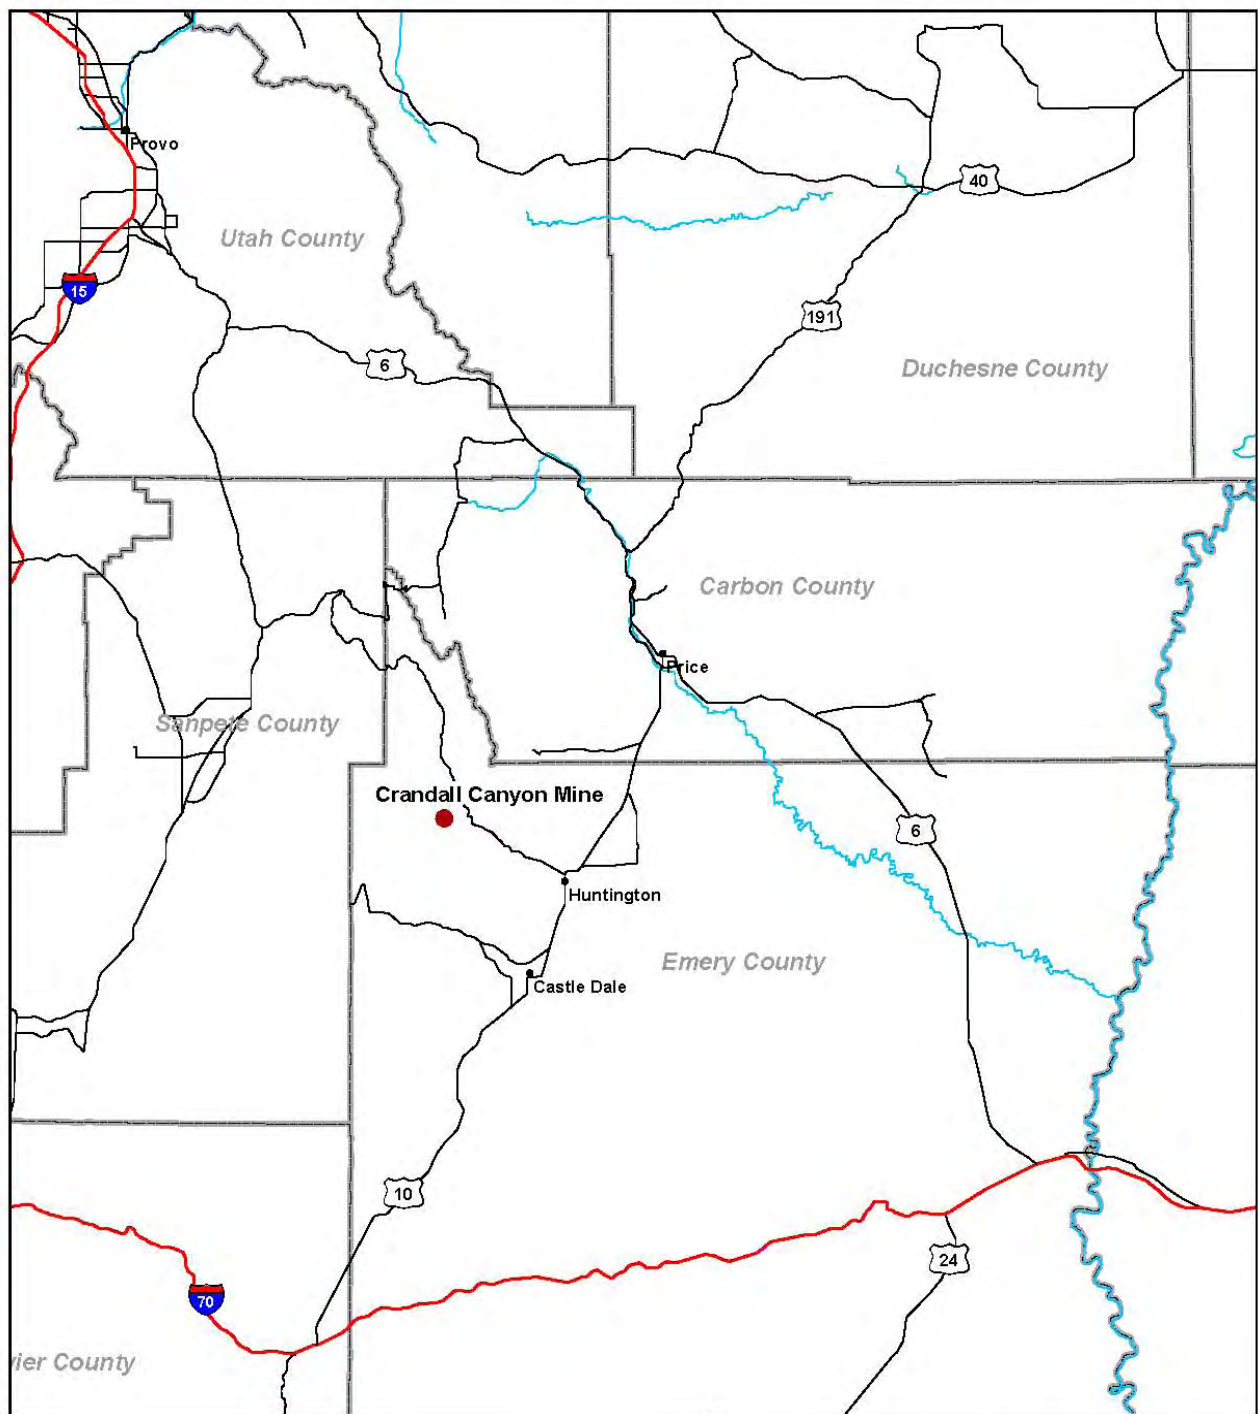 Provo
40
Utah County
15
191
6
Duchesne County
Carbon County
Price
Sanpete County
Crandall Canyon Mine
6
Huntington
Emery County
Castle Dale
10
24
70
vier County